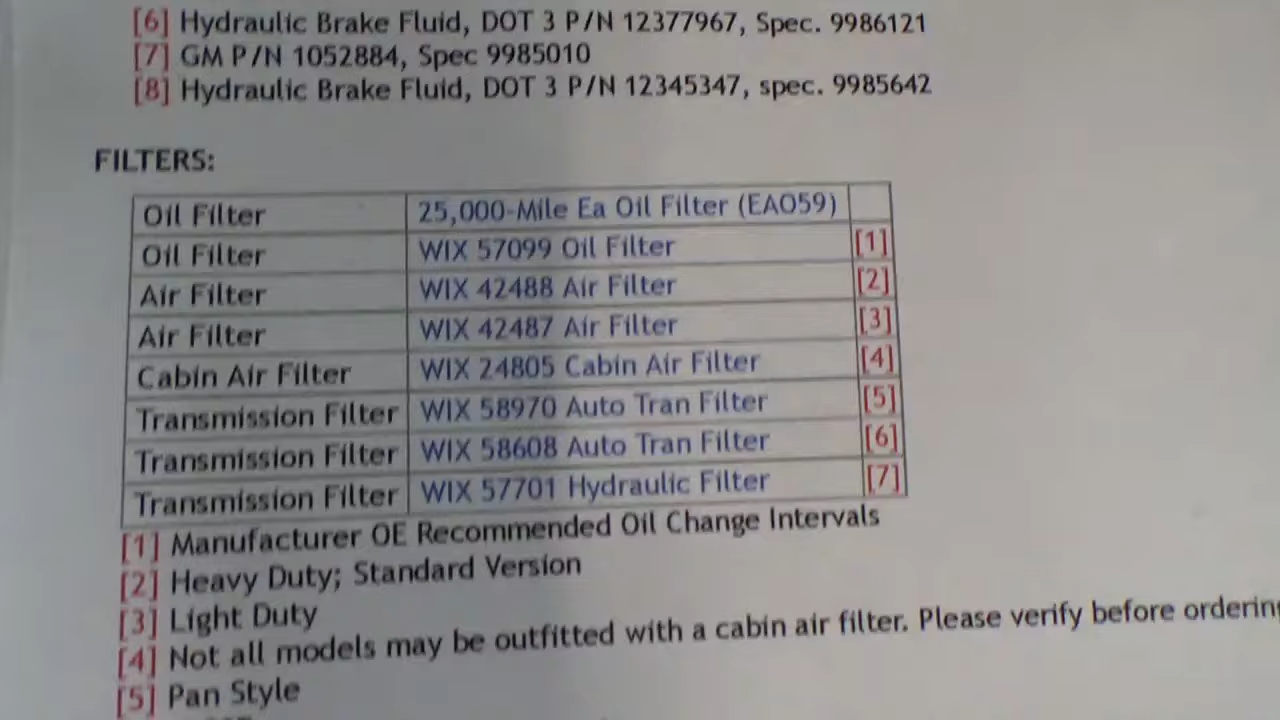 [6] Hydraulic Brake Fluid, DOT 3 P/N 12377967, Spec. 9986121
[7] GM P/N 1052884, Spec 9985010
[8] Hydraulic Brake Fluid, DOT 3 P/N 12345347, spec. 9985642
FILTERS:
Oil Filter 25,000-Mile Ea Oil Filter (EAO59)
Oil Filter WIX 57099 Oil Filter [1]
Air Filter WIX 42488 Air Filter [2]
Air Filter WIX 42487 Air Filter [3]
Cabin Air Filter WIX 24805 Cabin Air Filter [4]
Transmission Filter WIX 58970 Auto Tran Filter [5]
Transmission Filter WIX 58608 Auto Tran Filter [6]
Transmission Filter WIX 57701 Hydraulic Filter [7]
[1] Manufacturer OE Recommended Oil Change Intervals
[2] Heavy Duty; Standard Version
[3] Light Duty
[4] Not all models may be outfitted with a cabin air filter. Please verify before ordering
[5] Pan Style